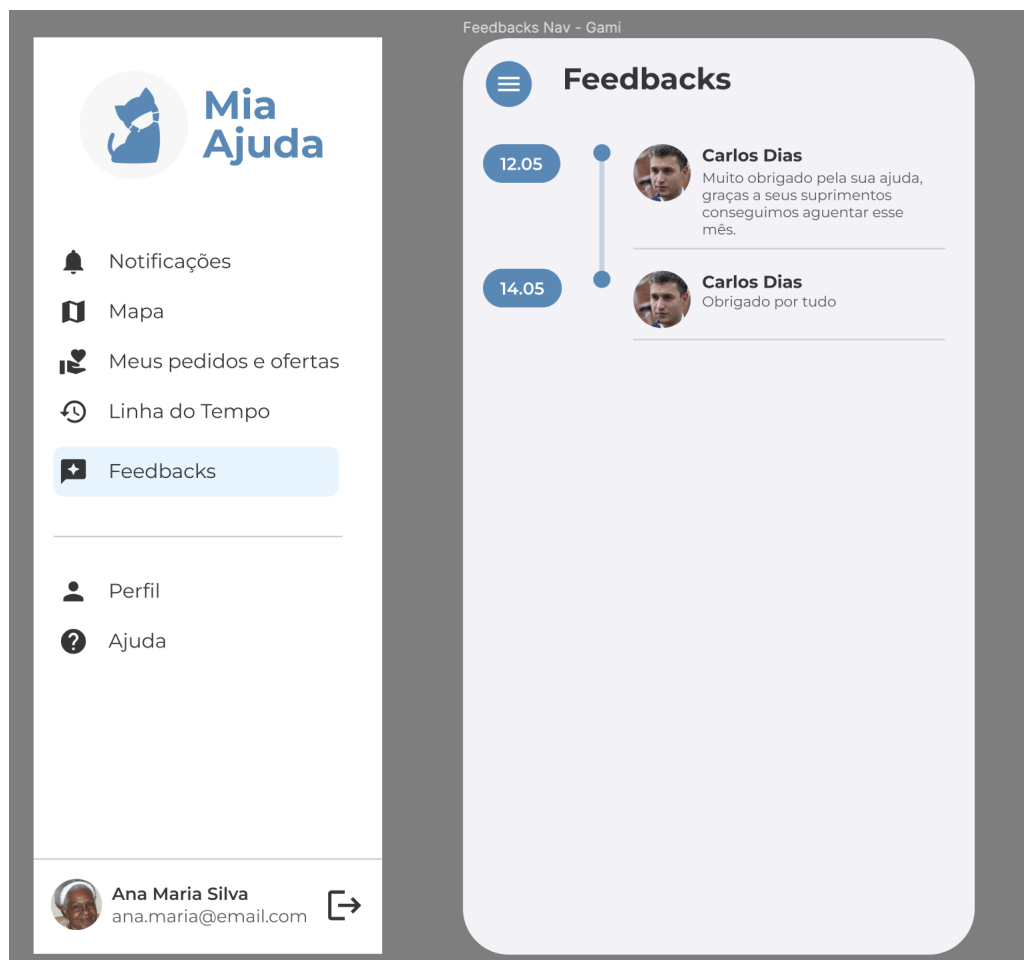 Feedbacks Nav - Gami
Mia
Ajuda
Notificações
Mapa
Meus pedidos e ofertas
Linha do Tempo
Feedbacks
Perfil
Ajuda
Ana Maria Silva
ana.maria@email.com
Feedbacks
12.05
Carlos Dias
Muito obrigado pela sua ajuda,
graças a seus suprimentos
conseguimos aguentar esse
mês.
14.05
Carlos Dias
Obrigado por tudo